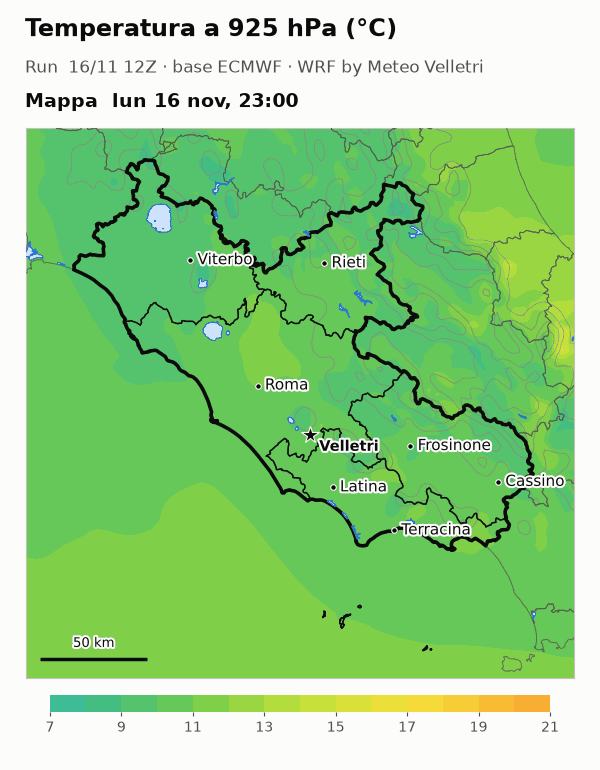 Temperatura a 925 hPa (°C)
Run  16/11 12Z · base ECMWF · WRF by Meteo Velletri
Mappa  lun 16 nov, 23:00
Viterbo
Rieti
Roma
Velletri
Frosinone
Latina
Cassino
Terracina
50 km
7 9 11 13 15 17 19 21